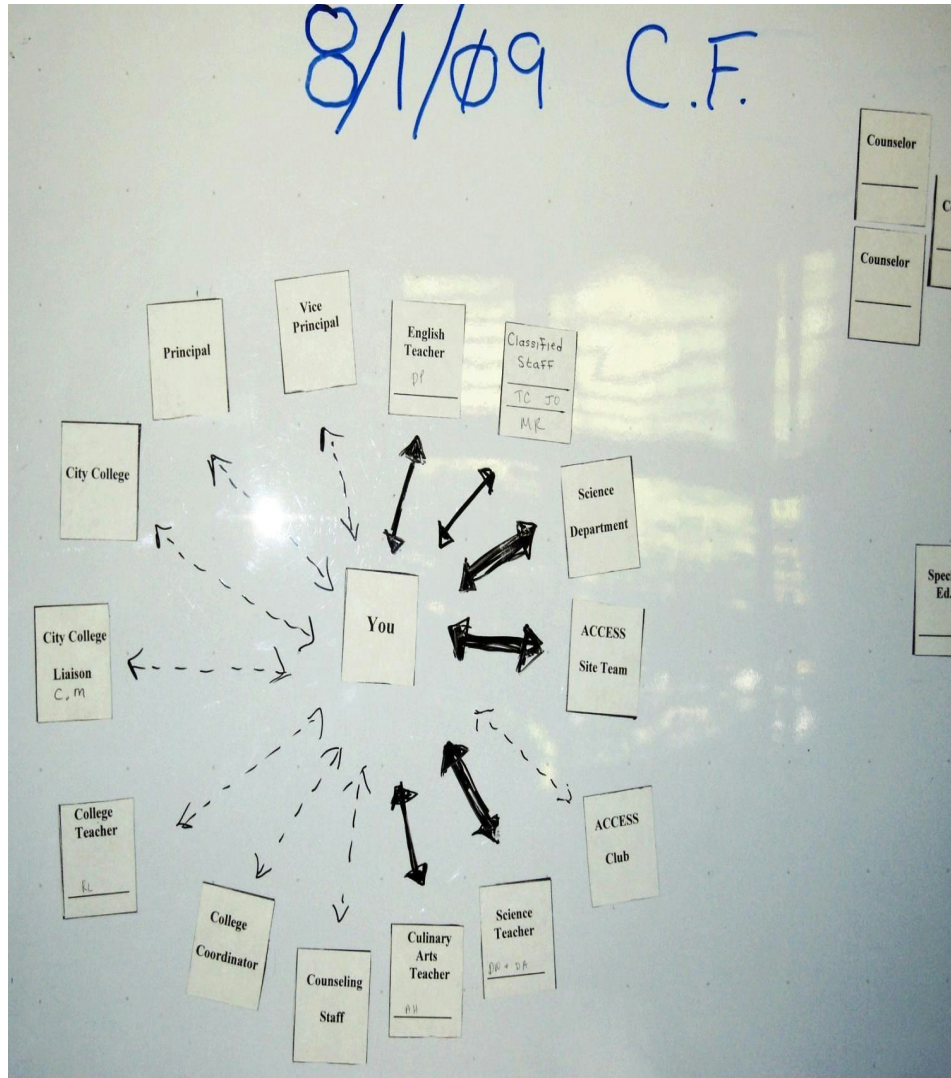 8/1/09 C.F.
Counselor
C
Counselor
Vice
Principal
Principal
English
Teacher
DP
Classified
Staff
TC JO
MR
City College
Science
Department
Spec
Ed.
You
City College
Liaison
C.M
ACCESS
Site Team
College
Teacher
RL
ACCESS
Club
College
Coordinator
Counseling
Staff
Culinary
Arts
Teacher
AH
Science
Teacher